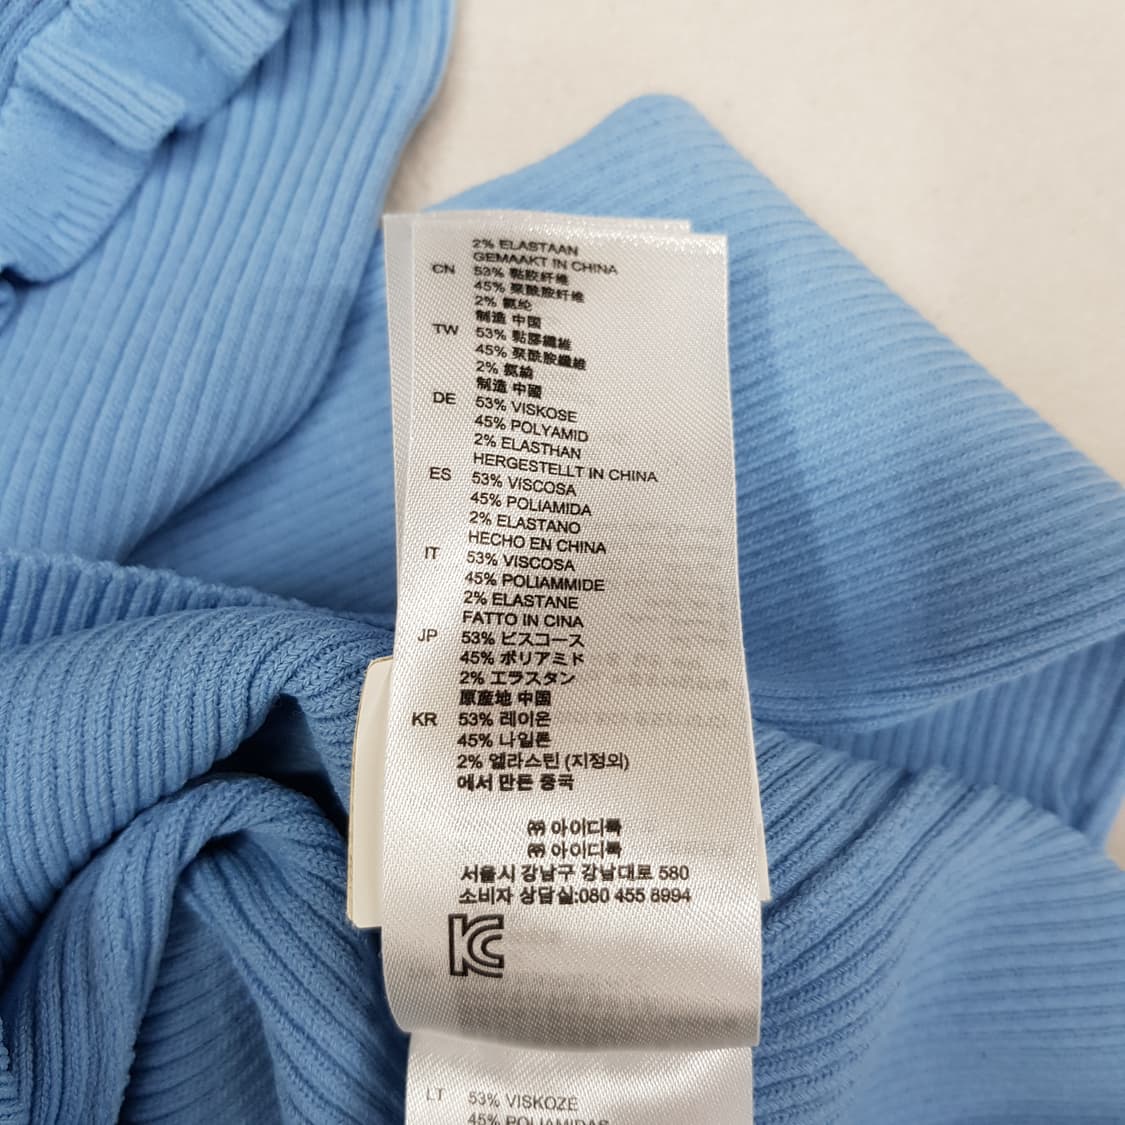 2% ELASTAAN
GEMAAKT IN CHINA
CN 53% 黏胶纤维
45% 聚酰胺纤维
2% 氨纶
制造 中国
TW 53% 黏膠纖維
45% 聚酰胺纖維
2% 氨綸
制造 中國
DE 53% VISKOSE
45% POLYAMID
2% ELASTHAN
HERGESTELLT IN CHINA
ES 53% VISCOSA
45% POLIAMIDA
2% ELASTANO
HECHO EN CHINA
IT 53% VISCOSA
45% POLIAMMIDE
2% ELASTANE
FATTO IN CINA
JP 53% ビスコース
45% ポリアミド
2% エラスタン
原産地 中国
KR 53% 레이온
45% 나일론
2% 엘라스틴 (지정외)
에서 만든 중국
㈜ 아이디룩
㈜ 아이디룩
서울시 강남구 강남대로 580
소비자 상담실:080 455 8994
KC
LT 53% VISKOZĖ
45% POLIAMIDAS